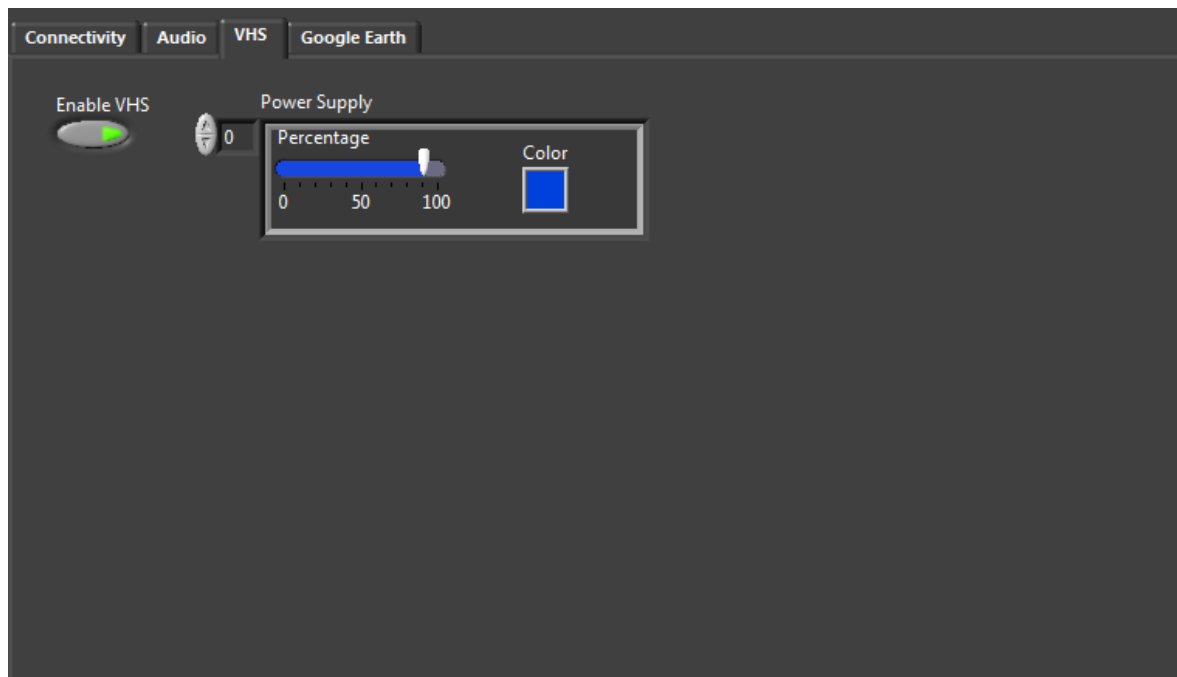 Connectivity Audio VHS Google Earth
Enable VHS
Power Supply
0
Percentage
Color
0 50 100